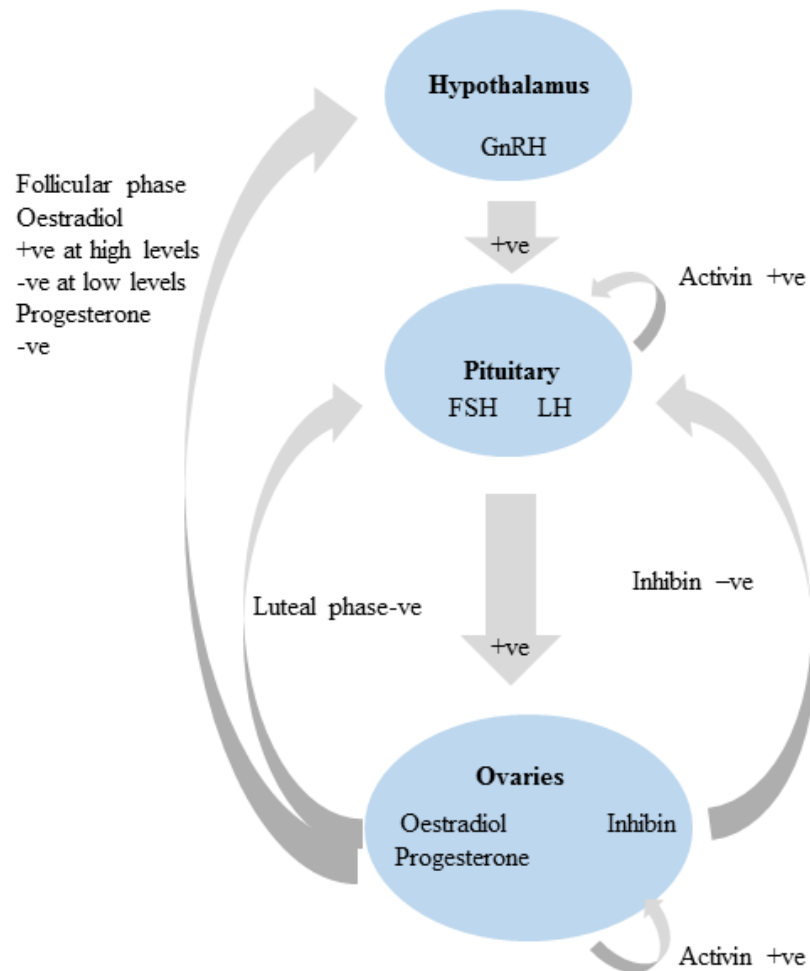 Hypothalamus
GnRH
Follicular phase
Oestradiol
+ve at high levels
-ve at low levels
Progesterone
-ve
+ve
Activin +ve
Pituitary
FSH LH
Luteal phase-ve
Inhibin –ve
+ve
Ovaries
Oestradiol Inhibin
Progesterone
Activin +ve